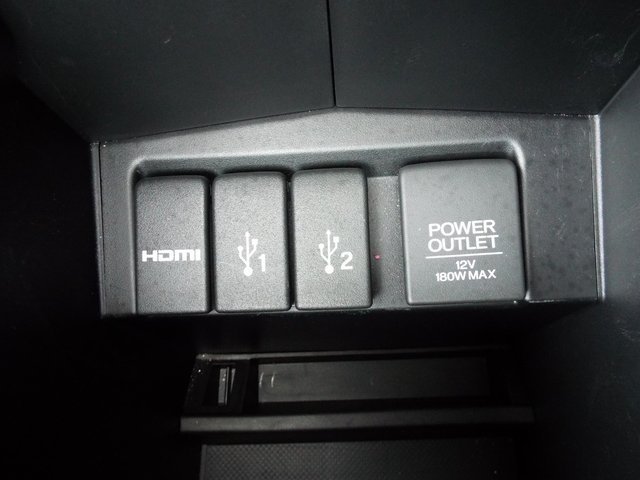 HDMI
1
2
POWER
OUTLET
12V
180W MAX